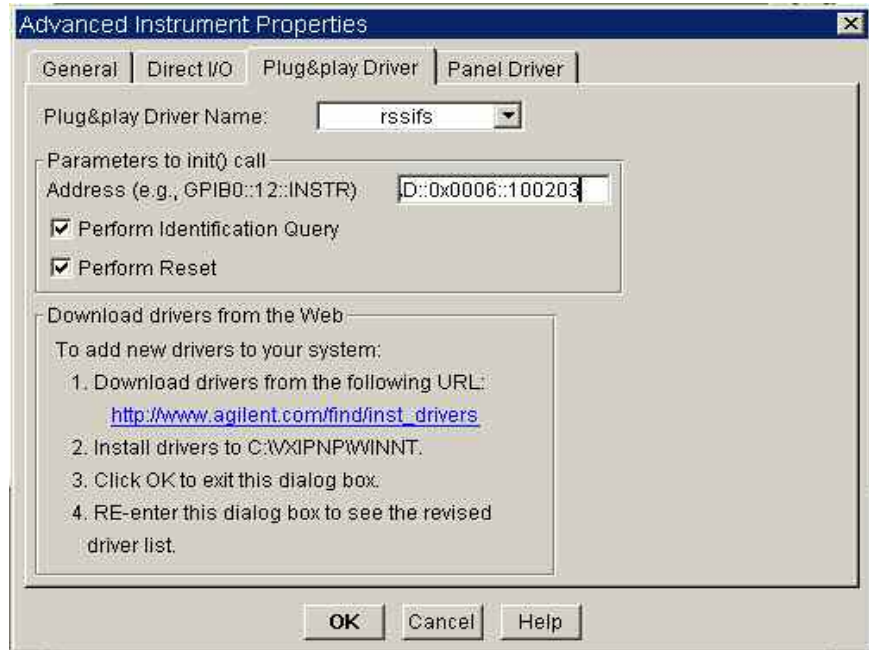 Advanced Instrument Properties
General Direct I/O Plug&play Driver Panel Driver
Plug&play Driver Name: rssifs
Parameters to init() call
Address (e.g., GPIB0::12::INSTR) D::0x0006::100203
Perform Identification Query
Perform Reset
Download drivers from the Web
To add new drivers to your system:
1. Download drivers from the following URL:
http://www.agilent.com/find/inst_drivers
2. Install drivers to C:\VXIPNP\WINNT.
3. Click OK to exit this dialog box.
4. RE-enter this dialog box to see the revised
driver list.
OK Cancel Help